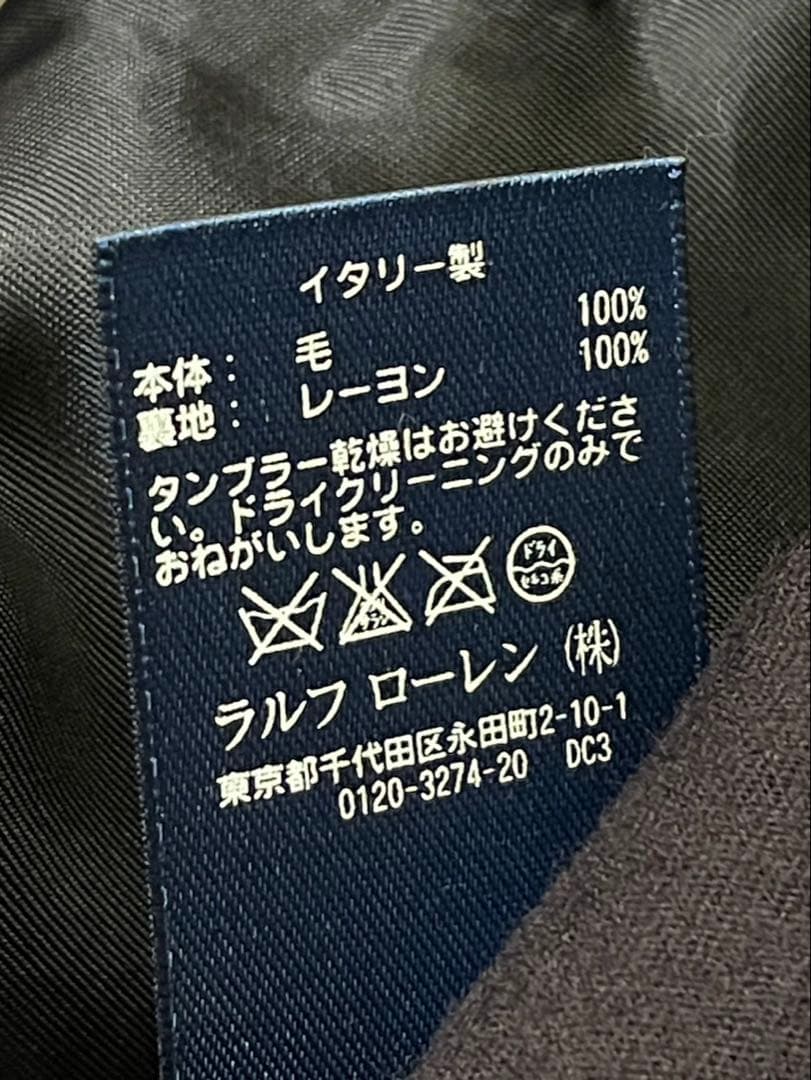 イタリー製
本体： 毛 100%
裏地： レーヨン 100%
タンブラー乾燥はお避けくださ
い。ドライクリーニングのみで
おねがいします。
ドライ
セルコ系
ラルフ ローレン（株）
東京都千代田区永田町2-10-1
0120-3274-20 DC3